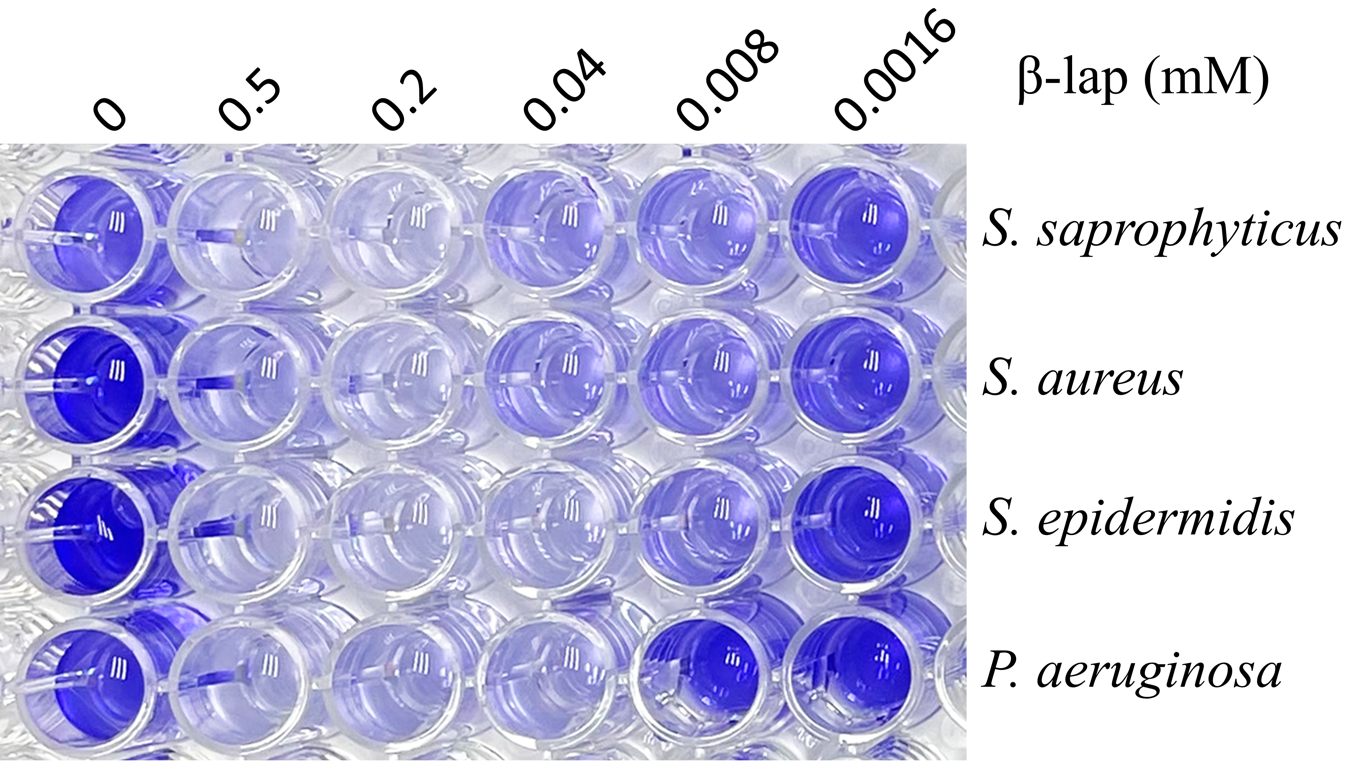 0 0.5 0.2 0.04 0.008 0.0016 β-lap (mM)
S. saprophyticus
S. aureus
S. epidermidis
P. aeruginosa